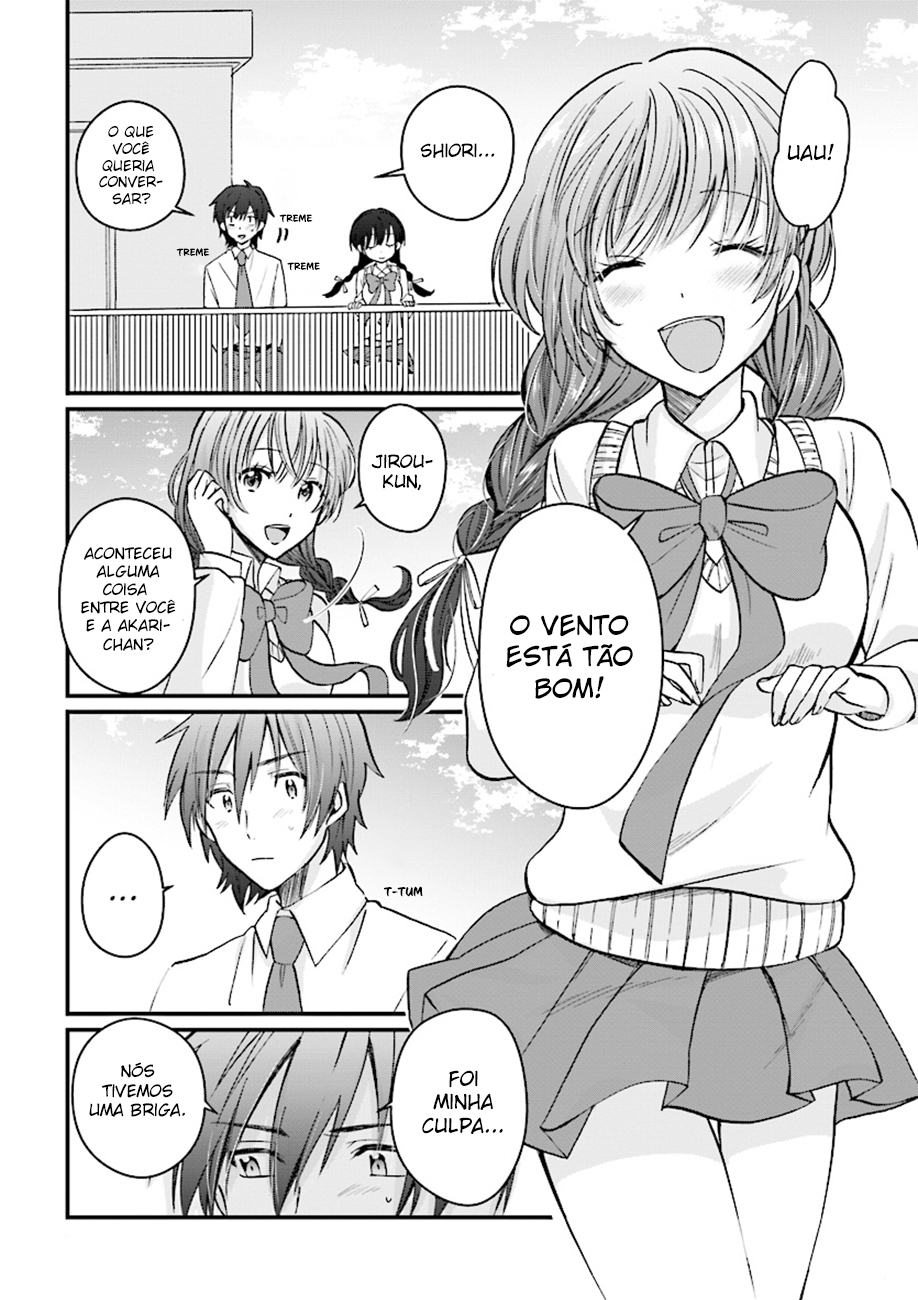 UAU!
O VENTO
ESTÁ TÃO
BOM!
SHIORI...
O QUE
VOCÊ
QUERIA
CONVER-
SAR?
TREME
TREME
TREME
JIROU-
KUN,
ACONTECEU
ALGUMA
COISA
ENTRE VOCÊ
E A AKARI-
CHAN?
...
T-TUM
FOI
MINHA
CULPA...
NÓS
TIVEMOS
UMA BRIGA.